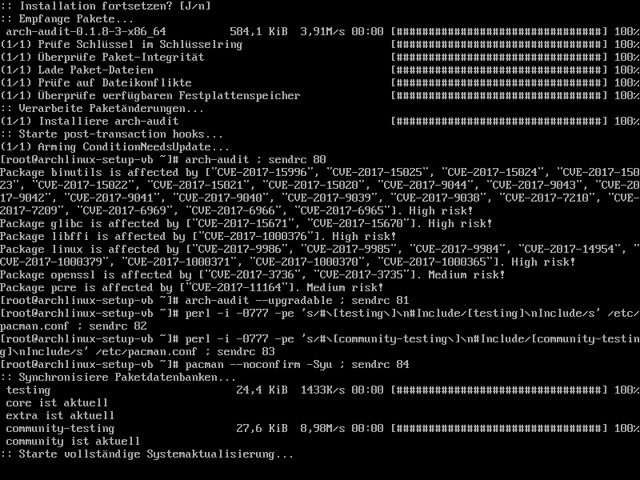 :: Installation fortsetzen? [J/n]
:: Empfange Pakete...
 arch-audit-0.1.8-3-x86_64          584,1 KiB  3,91M/s 00:00 [################################] 100%
(1/1) Prüfe Schlüssel im Schlüsselring                       [################################] 100%
(1/1) Überprüfe Paket-Integrität                             [################################] 100%
(1/1) Lade Paket-Dateien                                     [################################] 100%
(1/1) Prüfe auf Dateikonflikte                               [################################] 100%
(1/1) Überprüfe verfügbaren Festplattenspeicher              [################################] 100%
:: Verarbeite Paketänderungen...
(1/1) Installiere arch-audit                                 [################################] 100%
:: Starte post-transaction hooks...
(1/1) Arming ConditionNeedsUpdate...
[root@archlinux-setup-vb ~]# arch-audit ; sendrc 80
Package binutils is affected by ["CVE-2017-15996", "CVE-2017-15025", "CVE-2017-15024", "CVE-2017-150
23", "CVE-2017-15022", "CVE-2017-15021", "CVE-2017-15020", "CVE-2017-9044", "CVE-2017-9043", "CVE-20
17-9042", "CVE-2017-9041", "CVE-2017-9040", "CVE-2017-9039", "CVE-2017-9038", "CVE-2017-7210", "CVE-
2017-7209", "CVE-2017-6969", "CVE-2017-6966", "CVE-2017-6965"]. High risk!
Package glibc is affected by ["CVE-2017-15671", "CVE-2017-15670"]. High risk!
Package libffi is affected by ["CVE-2017-1000376"]. High risk!
Package linux is affected by ["CVE-2017-9986", "CVE-2017-9985", "CVE-2017-9984", "CVE-2017-14954", "
CVE-2017-1000379", "CVE-2017-1000371", "CVE-2017-1000370", "CVE-2017-1000365"]. High risk!
Package openssl is affected by ["CVE-2017-3736", "CVE-2017-3735"]. Medium risk!
Package pcre is affected by ["CVE-2017-11164"]. Medium risk!
[root@archlinux-setup-vb ~]# arch-audit --upgradable ; sendrc 81
[root@archlinux-setup-vb ~]# perl -i -0777 -pe 's/#\[testing\]\n#Include/[testing]\nInclude/s' /etc/
pacman.conf ; sendrc 82
[root@archlinux-setup-vb ~]# perl -i -0777 -pe 's/#\[community-testing\]\n#Include/[community-testin
g]\nInclude/s' /etc/pacman.conf ; sendrc 83
[root@archlinux-setup-vb ~]# pacman --noconfirm -Syu ; sendrc 84
:: Synchronisiere Paketdatenbanken...
 testing                             24,4 KiB  1433K/s 00:00 [################################] 100%
 core ist aktuell
 extra ist aktuell
 community-testing                   27,6 KiB  8,98M/s 00:00 [################################] 100%
 community ist aktuell
:: Starte vollständige Systemaktualisierung...